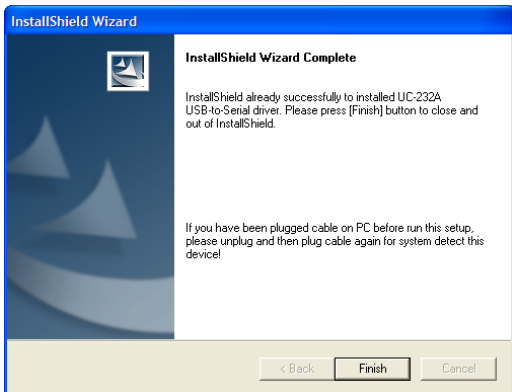 InstallShield Wizard
InstallShield Wizard Complete
InstallShield already successfully to installed UC-232A
USB-to-Serial driver. Please press [Finish] button to close and
out of InstallShield.
If you have been plugged cable on PC before run this setup,
please unplug and then plug cable again for system detect this
device!
< Back Finish Cancel